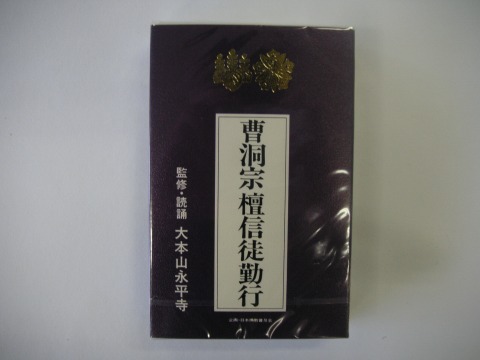 曹洞宗 檀信徒勤行
監修・読誦 大本山永平寺